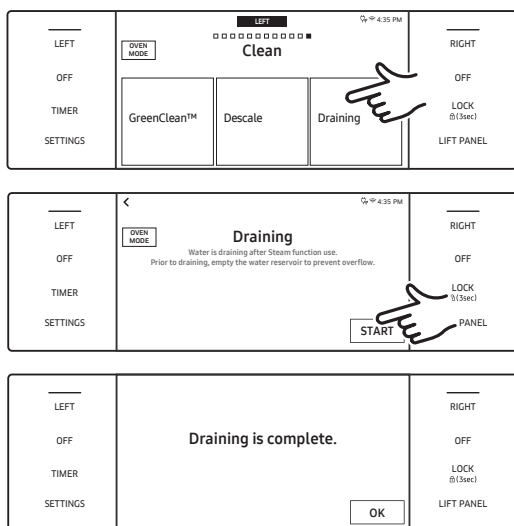 LEFT
4:35 PM
LEFT
OVEN
MODE
Clean
RIGHT
OFF
OFF
TIMER
GreenClean™
Descale
Draining
LOCK
(3sec)
SETTINGS
LIFT PANEL
<
4:35 PM
LEFT
OVEN
MODE
Draining
RIGHT
Water is draining after Steam function use.
Prior to draining, empty the water reservoir to prevent overflow.
OFF
OFF
TIMER
LOCK
(3sec)
SETTINGS
START
PANEL
LEFT
RIGHT
OFF
Draining is complete.
OFF
TIMER
LOCK
(3sec)
SETTINGS
OK
LIFT PANEL